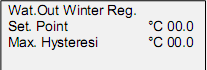 Wat.Out Winter Reg.
Set. Point °C 00.0
Max. Hysteresi °C 00.0